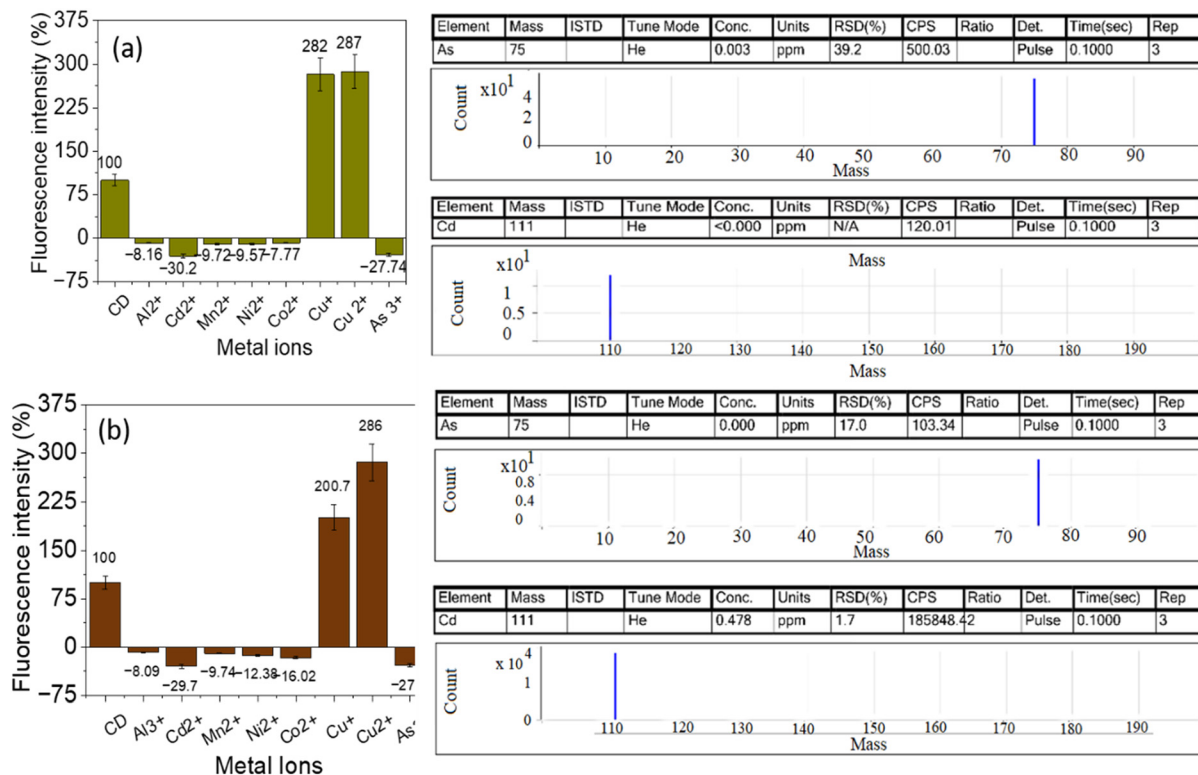 (a)
Fluorescence intensity (%)
375
300
225
150
75
0
−75
100
−8.16
−30.2
−9.72
−9.57
−7.77
282
287
−27.74
CD Al2+ Cd2+ Mn2+ Ni2+ Co2+ Cu+ Cu 2+ As 3+
Metal ions
Element Mass ISTD Tune Mode Conc. Units RSD(%) CPS Ratio Det. Time(sec) Rep
As 75 He 0.003 ppm 39.2 500.03 Pulse 0.1000 3
x10¹
Count
4
2
0
10 20 30 40 50 60 70 80 90
Mass
Element Mass ISTD Tune Mode Conc. Units RSD(%) CPS Ratio Det. Time(sec) Rep
Cd 111 He <0.000 ppm N/A 120.01 Pulse 0.1000 3
Mass
x10¹
Count
1
0.5
0
110 120 130 140 150 160 170 180 190
Mass
(b)
Fluorescence intensity (%)
375
300
225
150
75
0
−75
100
−8.09
−29.7
−9.74
−12.38
−16.02
200.7
286
−27
CD Al3+ Cd2+ Mn2+ Ni2+ Co2+ Cu+ Cu2+ As
Metal Ions
Element Mass ISTD Tune Mode Conc. Units RSD(%) CPS Ratio Det. Time(sec) Rep
As 75 He 0.000 ppm 17.0 103.34 Pulse 0.1000 3
x10¹
Count
0.8
0.4
0
10 20 30 40 50 60 70 80 90
Mass
Element Mass ISTD Tune Mode Conc. Units RSD(%) CPS Ratio Det. Time(sec) Rep
Cd 111 He 0.478 ppm 1.7 185848.42 Pulse 0.1000 3
x 10⁴
Count
1
0
110 120 130 140 150 160 170 180 190
Mass